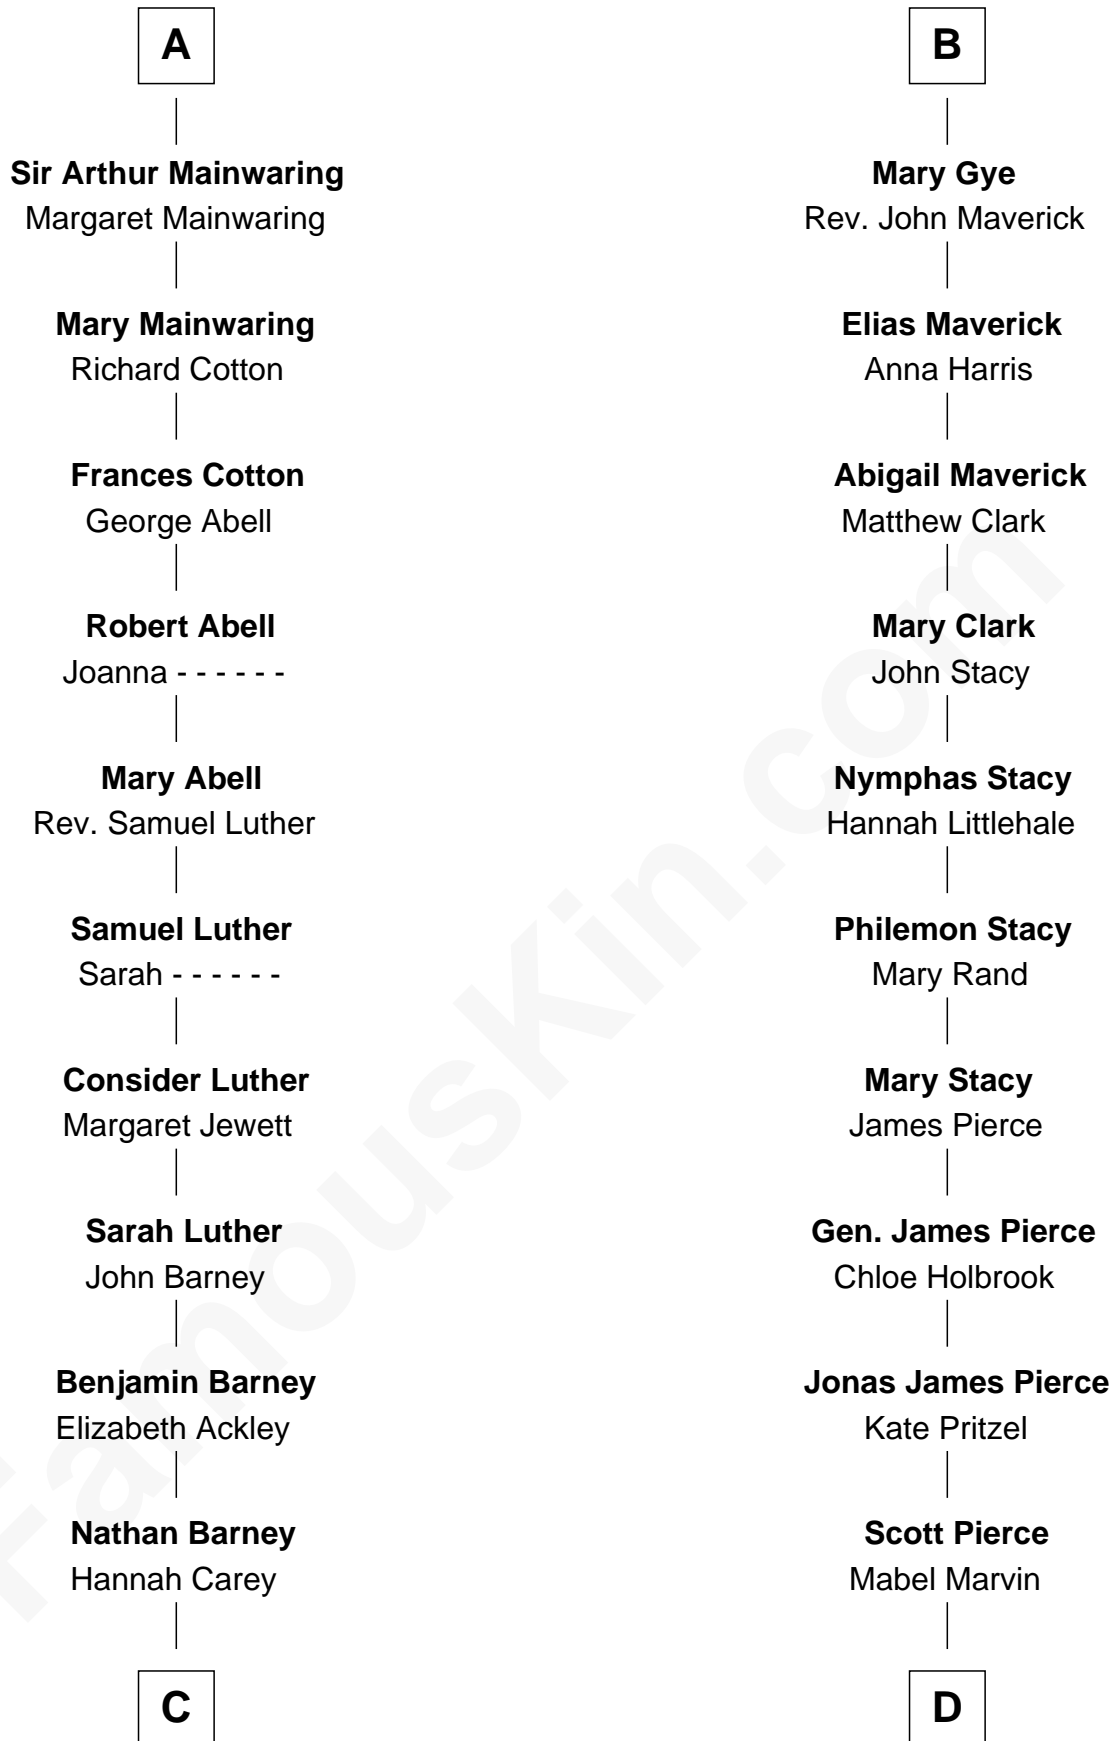 A
Sir Arthur Mainwaring
Margaret Mainwaring
Mary Mainwaring
Richard Cotton
Frances Cotton
George Abell
Robert Abell
Joanna - - - - - -
Mary Abell
Rev. Samuel Luther
Samuel Luther
Sarah - - - - - -
Consider Luther
Margaret Jewett
Sarah Luther
John Barney
Benjamin Barney
Elizabeth Ackley
Nathan Barney
Hannah Carey
C
B
Mary Gye
Rev. John Maverick
Elias Maverick
Anna Harris
Abigail Maverick
Matthew Clark
Mary Clark
John Stacy
Nymphas Stacy
Hannah Littlehale
Philemon Stacy
Mary Rand
Mary Stacy
James Pierce
Gen. James Pierce
Chloe Holbrook
Jonas James Pierce
Kate Pritzel
Scott Pierce
Mabel Marvin
D
FamousKin.com